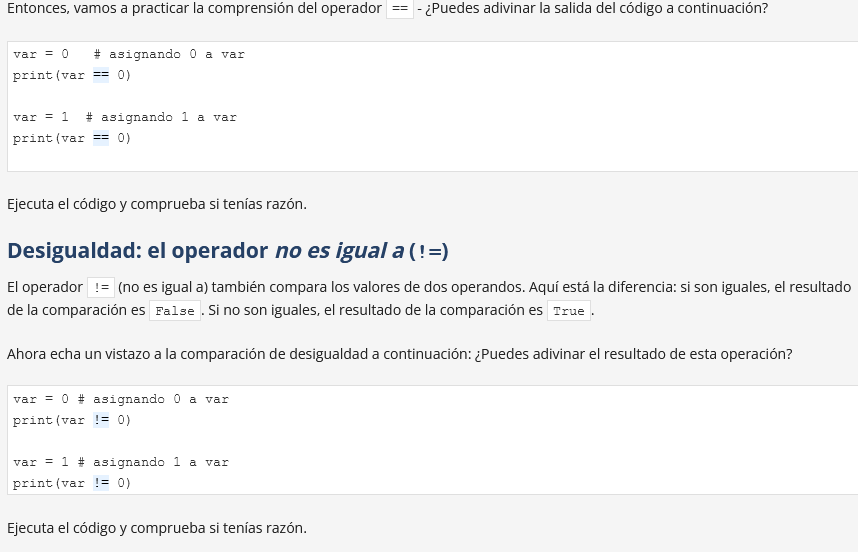 Entonces, vamos a practicar la comprensión del operador == - ¿Puedes adivinar la salida del código a continuación?
var = 0   # asignando 0 a var
print(var == 0)
var = 1  # asignando 1 a var
print(var == 0)
Ejecuta el código y comprueba si tenías razón.
Desigualdad: el operador no es igual a (!=)
El operador != (no es igual a) también compara los valores de dos operandos. Aquí está la diferencia: si son iguales, el resultado
de la comparación es False . Si no son iguales, el resultado de la comparación es True .
Ahora echa un vistazo a la comparación de desigualdad a continuación: ¿Puedes adivinar el resultado de esta operación?
var = 0 # asignando 0 a var
print(var != 0)
var = 1 # asignando 1 a var
print(var != 0)
Ejecuta el código y comprueba si tenías razón.